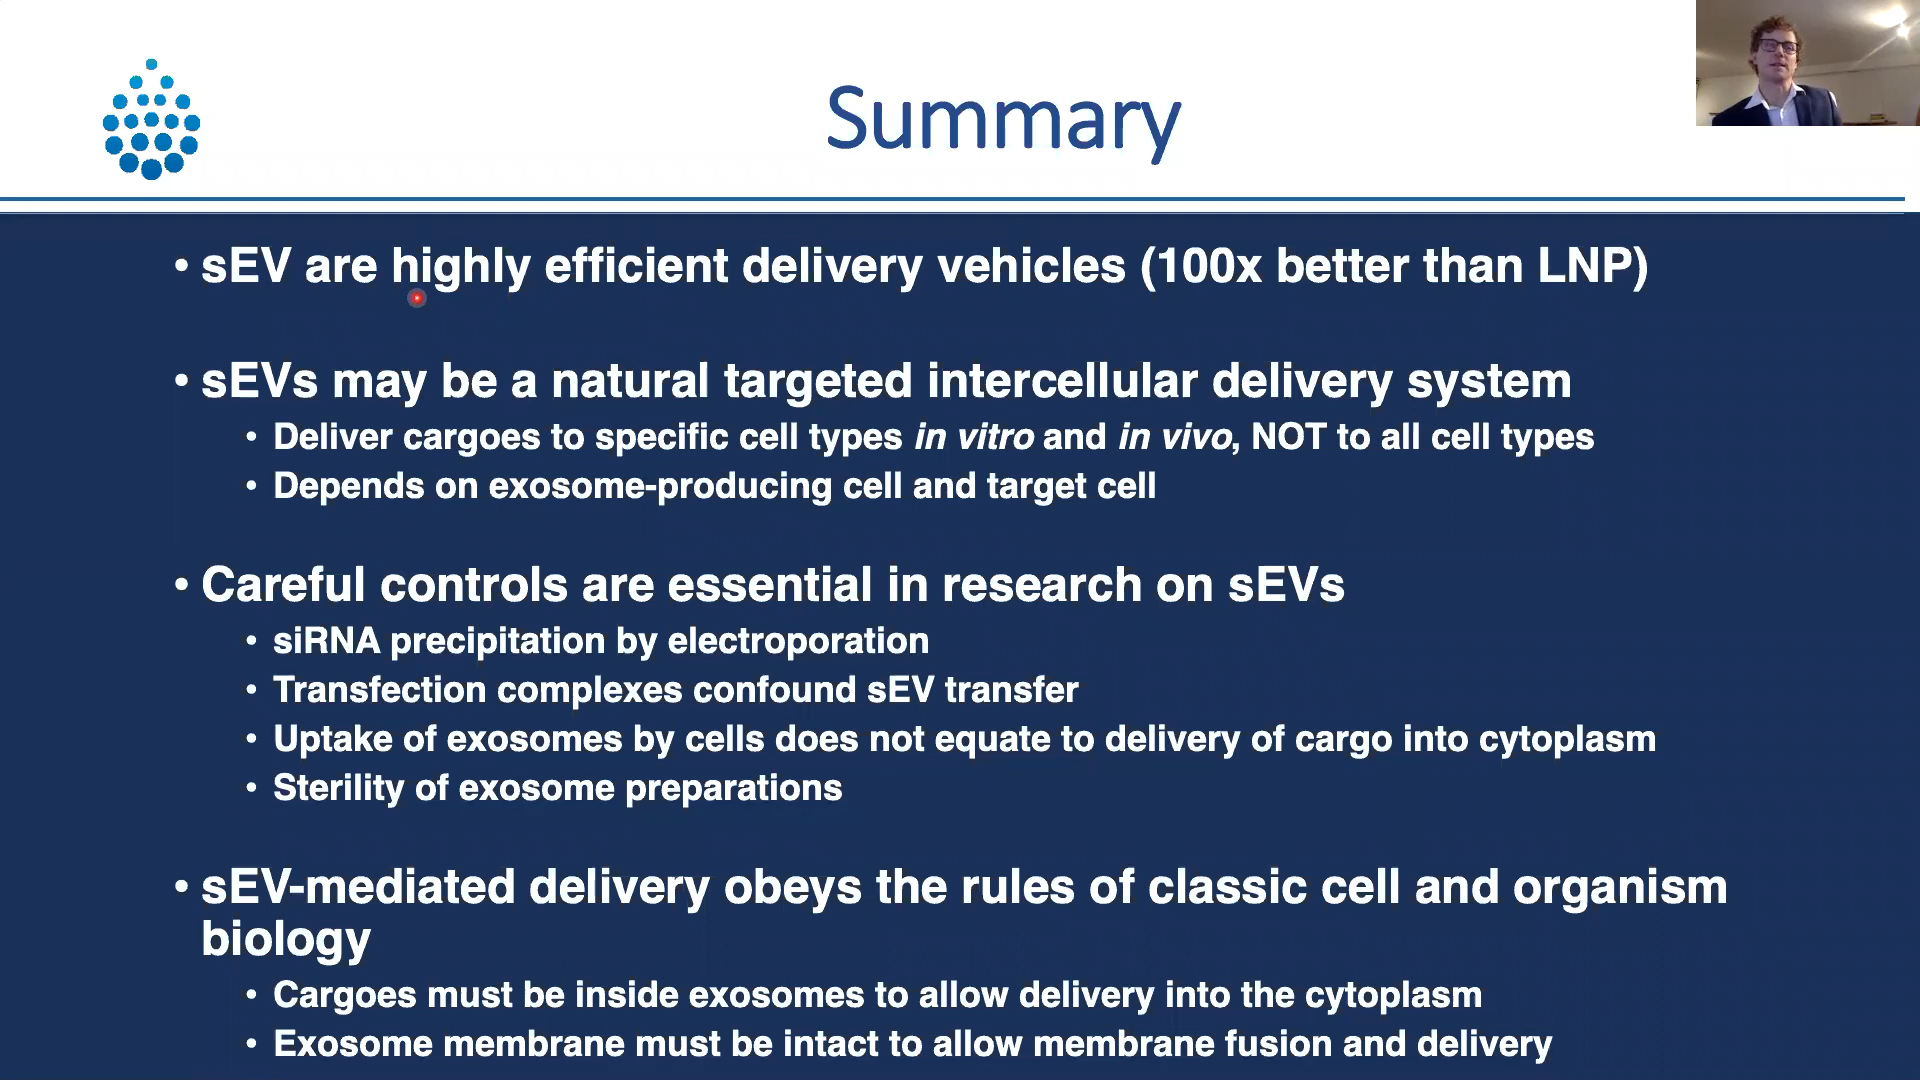 Summary
• sEV are highly efficient delivery vehicles (100x better than LNP)
• sEVs may be a natural targeted intercellular delivery system
• Deliver cargoes to specific cell types in vitro and in vivo, NOT to all cell types
• Depends on exosome-producing cell and target cell
• Careful controls are essential in research on sEVs
• siRNA precipitation by electroporation
• Transfection complexes confound sEV transfer
• Uptake of exosomes by cells does not equate to delivery of cargo into cytoplasm
• Sterility of exosome preparations
• sEV-mediated delivery obeys the rules of classic cell and organism
biology
• Cargoes must be inside exosomes to allow delivery into the cytoplasm
• Exosome membrane must be intact to allow membrane fusion and delivery